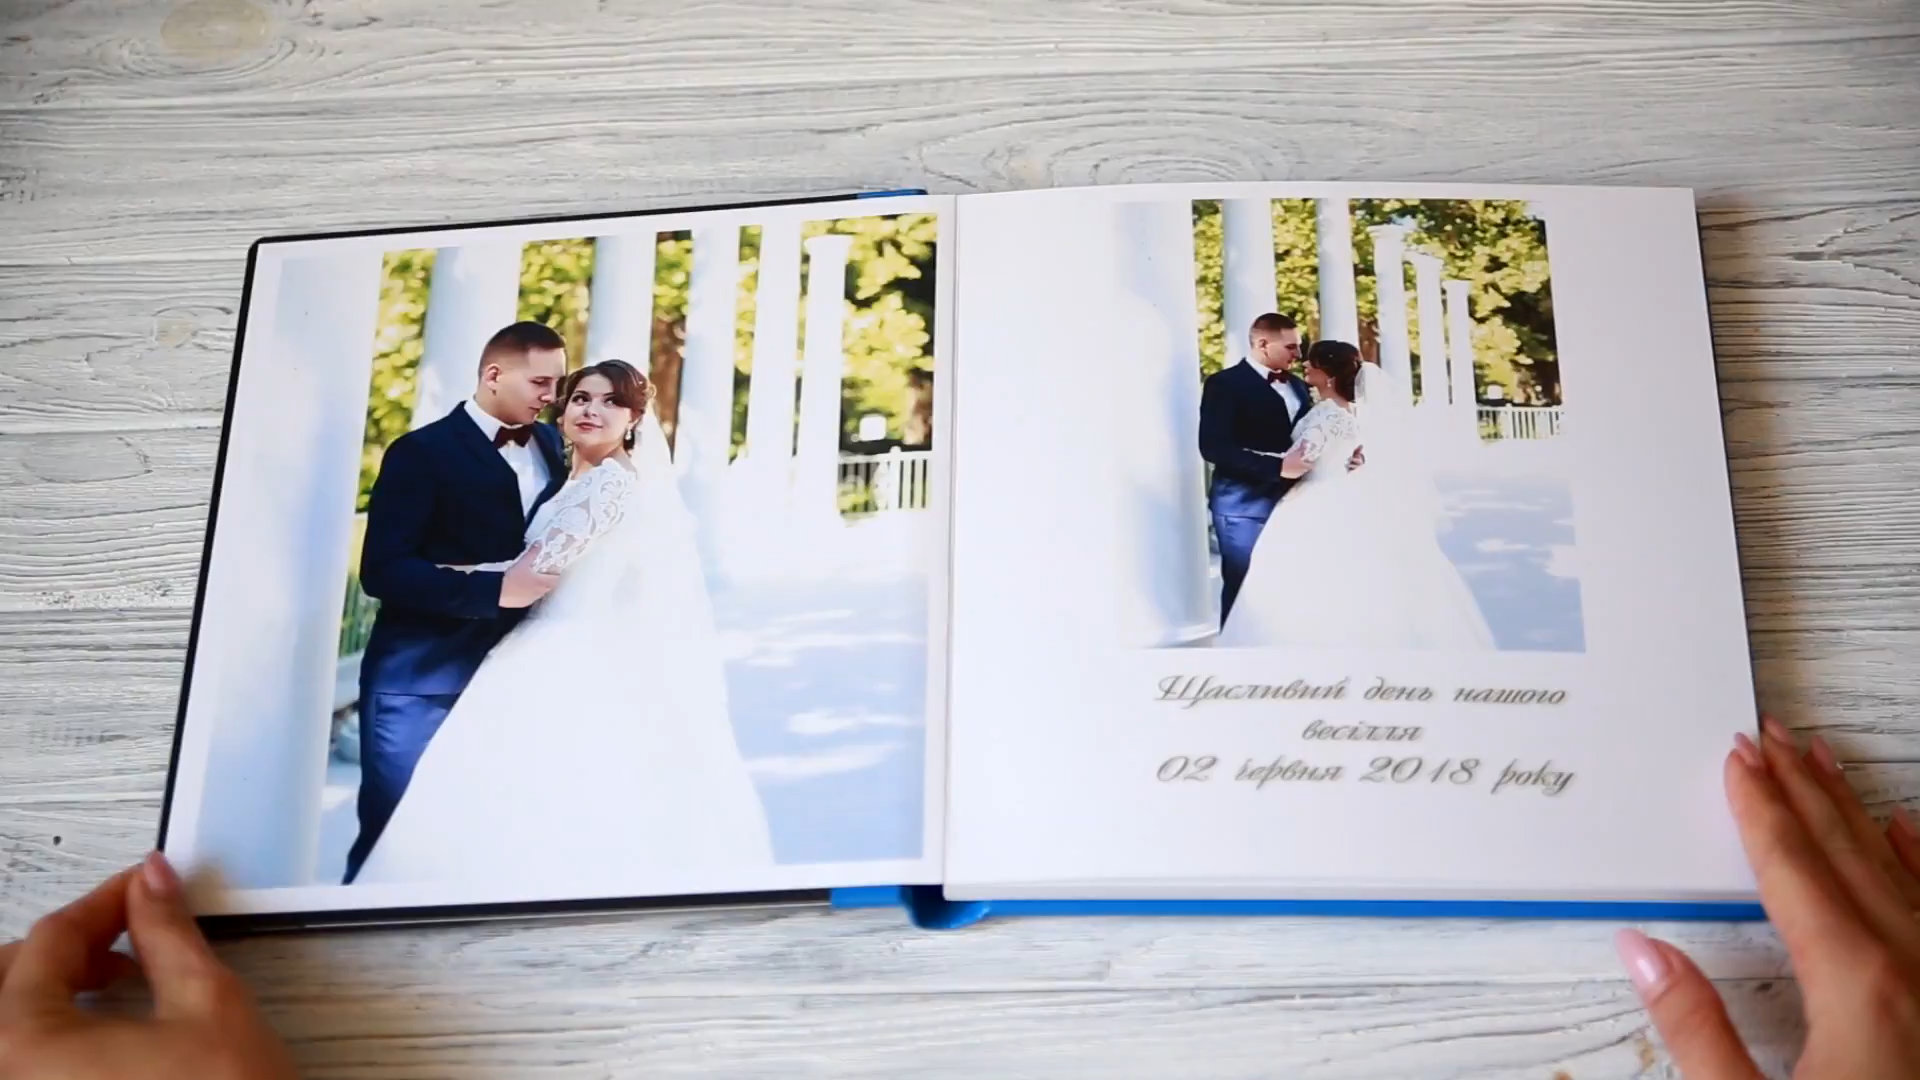 Щасливий день нашого
весілля
02 червня 2018 року